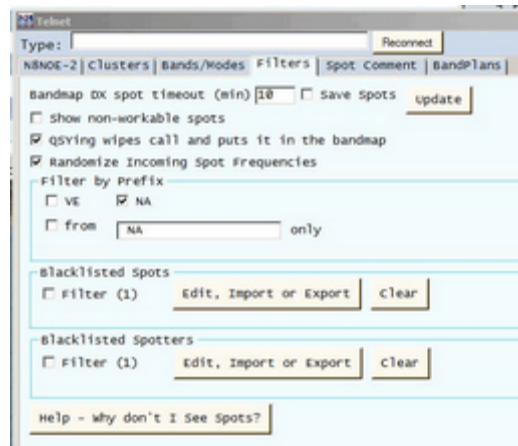 Telnet
Type: Reconnect
N8NOE-2 Clusters Bands/Modes Filters Spot Comment BandPlans
Bandmap DX spot timeout (min) 10 Save Spots Update
Show non-workable spots
QSYing wipes call and puts it in the bandmap
Randomize Incoming Spot Frequencies
Filter by Prefix
VE NA
from NA only
Blacklisted Spots
Filter (1) Edit, Import or Export Clear
Blacklisted Spotters
Filter (1) Edit, Import or Export Clear
Help - Why don't I See Spots?